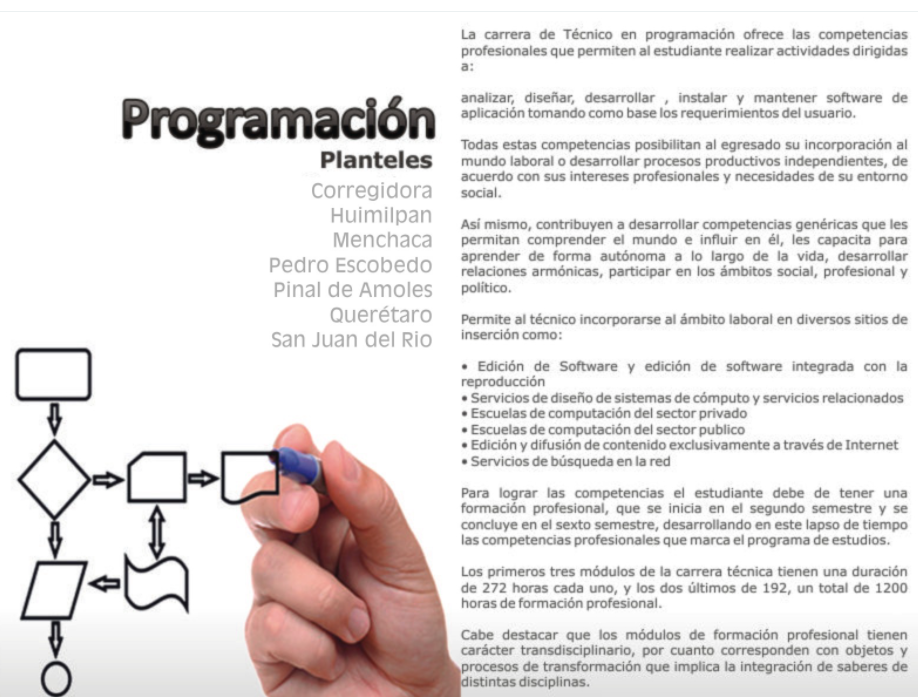 Programación
Planteles
Corregidora
Huimilpan
Menchaca
Pedro Escobedo
Pinal de Amoles
Querétaro
San Juan del Rio
La carrera de Técnico en programación ofrece las competencias
profesionales que permiten al estudiante realizar actividades dirigidas
a:
analizar, diseñar, desarrollar , instalar y mantener software de
aplicación tomando como base los requerimientos del usuario.
Todas estas competencias posibilitan al egresado su incorporación al
mundo laboral o desarrollar procesos productivos independientes, de
acuerdo con sus intereses profesionales y necesidades de su entorno
social.
Así mismo, contribuyen a desarrollar competencias genéricas que les
permitan comprender el mundo e influir en él, les capacita para
aprender de forma autónoma a lo largo de la vida, desarrollar
relaciones armónicas, participar en los ámbitos social, profesional y
político.
Permite al técnico incorporarse al ámbito laboral en diversos sitios de
inserción como:
• Edición de Software y edición de software integrada con la
reproducción
• Servicios de diseño de sistemas de cómputo y servicios relacionados
• Escuelas de computación del sector privado
• Escuelas de computación del sector publico
• Edición y difusión de contenido exclusivamente a través de Internet
• Servicios de búsqueda en la red
Para lograr las competencias el estudiante debe de tener una
formación profesional, que se inicia en el segundo semestre y se
concluye en el sexto semestre, desarrollando en este lapso de tiempo
las competencias profesionales que marca el programa de estudios.
Los primeros tres módulos de la carrera técnica tienen una duración
de 272 horas cada uno, y los dos últimos de 192, un total de 1200
horas de formación profesional.
Cabe destacar que los módulos de formación profesional tienen
carácter transdisciplinario, por cuanto corresponden con objetos y
procesos de transformación que implica la integración de saberes de
distintas disciplinas.